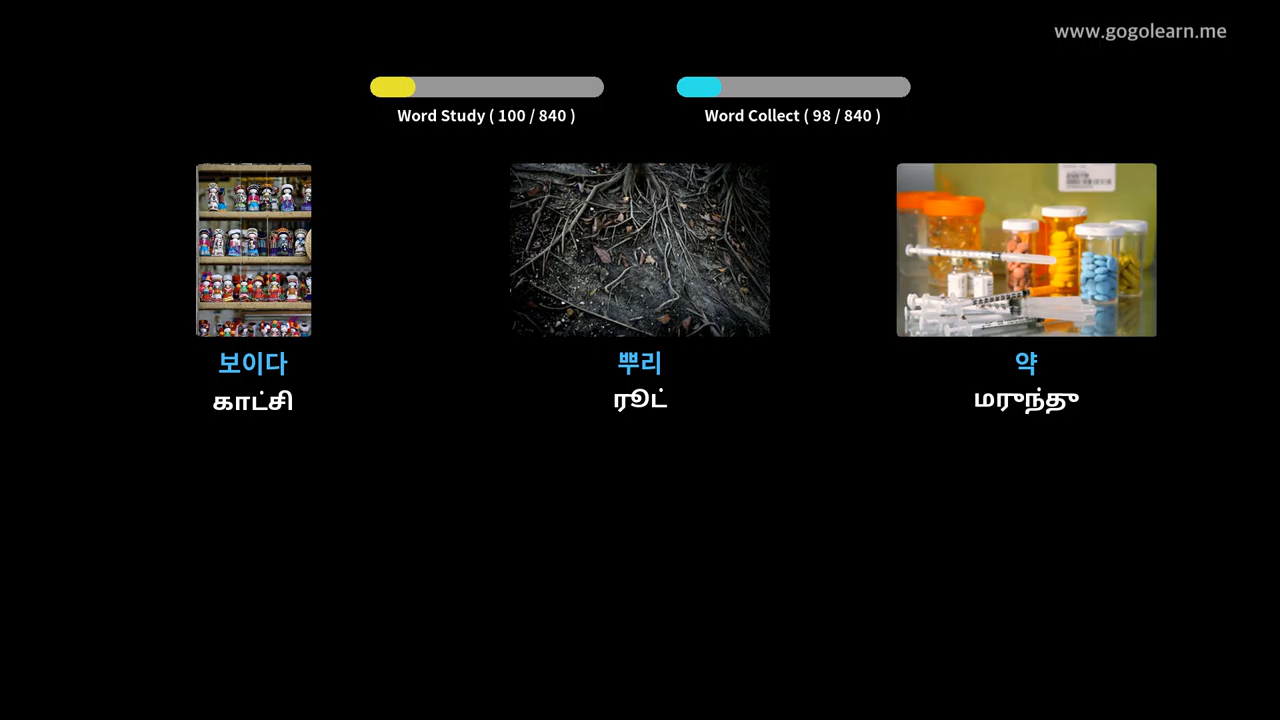 www.gogolearn.me
Word Study ( 100 / 840 )
Word Collect ( 98 / 840 )
보이다
뿌리
약
காட்சி
ரூட்
மருந்து